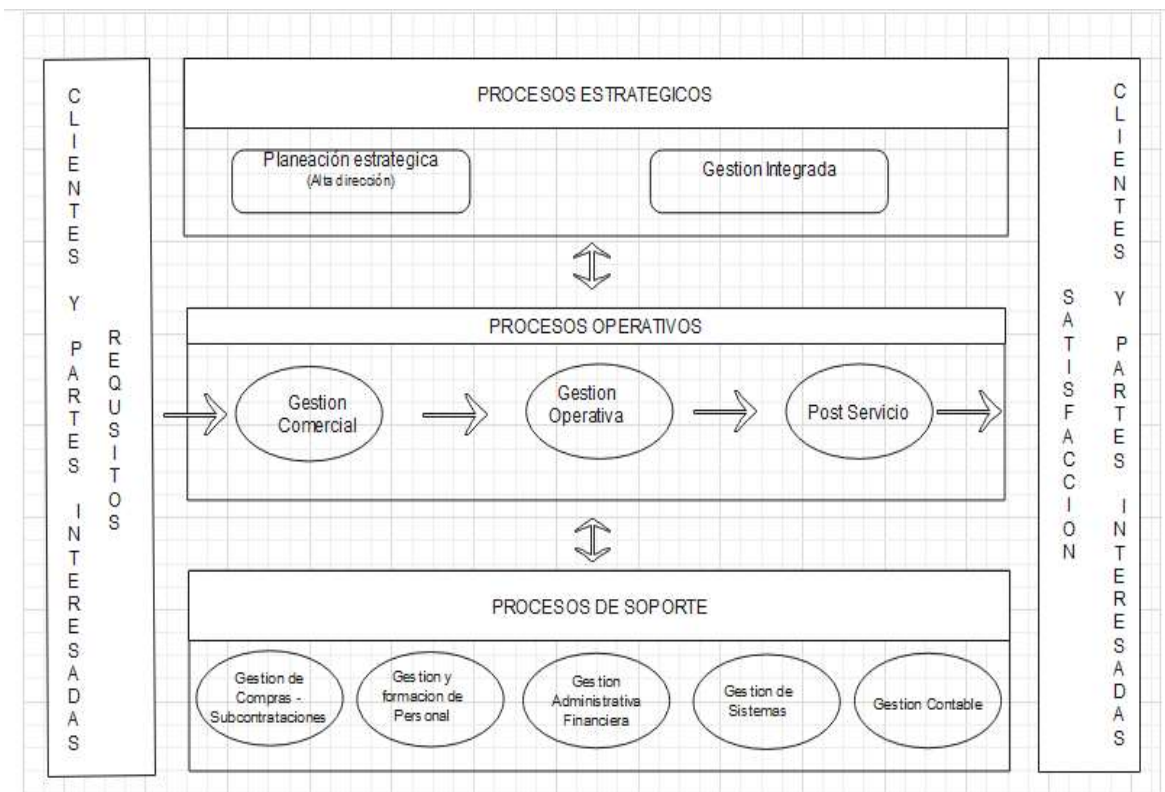 CLIENTES Y PARTES INTERESADAS
REQUSITOS
PROCESOS ESTRATEGICOS
Planeación estrategica
(Alta dirección)
Gestion Integrada
PROCESOS OPERATIVOS
Gestion
Comercial
Gestion
Operativa
Post Servicio
PROCESOS DE SOPORTE
Gestion de
Compras -
Subcontrataciones
Gestion y
formacion de
Personal
Gestion
Administrativa
Financiera
Gestion de
Sistemas
Gestion Contable
SATISFACCION
CLIENTES Y PARTES INTERESADAS